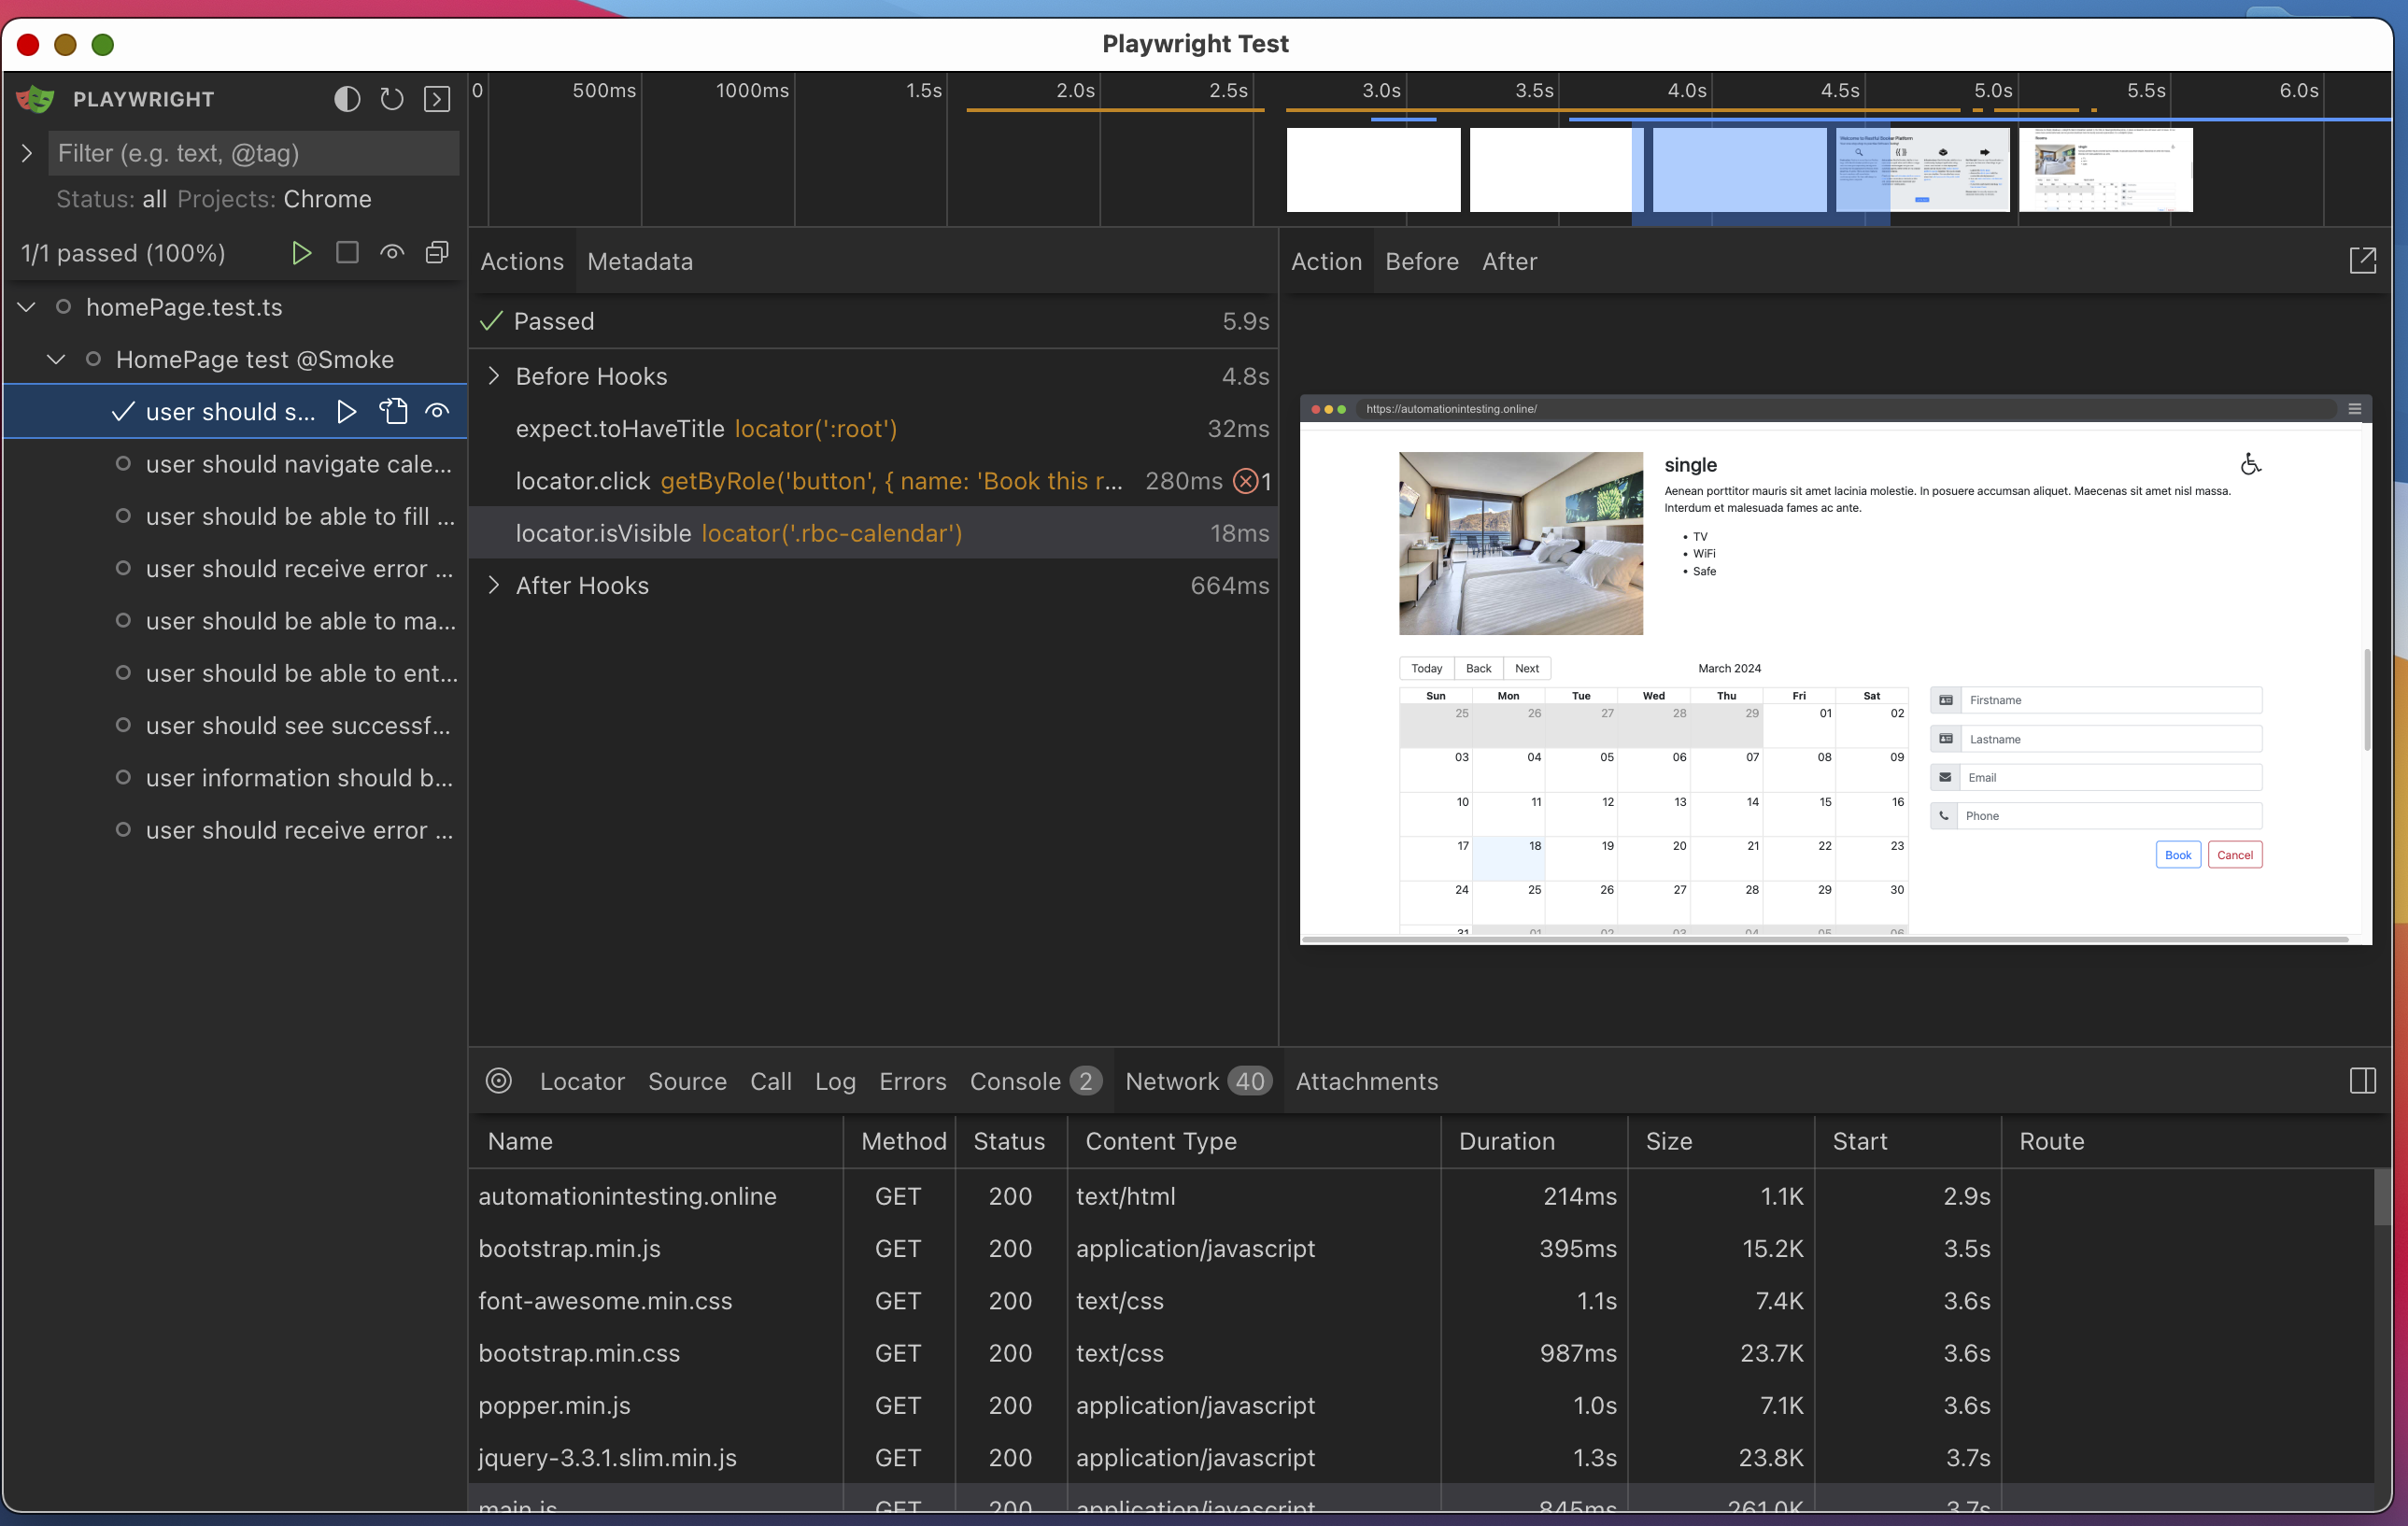 Playwright Test
PLAYWRIGHT
Filter (e.g. text, @tag)
Status: all Projects: Chrome
1/1 passed (100%)
homePage.test.ts
HomePage test @Smoke
user should s...
user should navigate cale...
user should be able to fill ...
user should receive error ...
user should be able to ma...
user should be able to ent...
user should see successf...
user information should b...
user should receive error ...
0 500ms 1000ms 1.5s 2.0s 2.5s 3.0s 3.5s 4.0s 4.5s 5.0s 5.5s 6.0s
Actions Metadata
Passed 5.9s
Before Hooks 4.8s
expect.toHaveTitle locator(':root') 32ms
locator.click getByRole('button', { name: 'Book this r... 280ms 1
locator.isVisible locator('.rbc-calendar') 18ms
After Hooks 664ms
Action Before After
https://automationintesting.online/
single
Aenean porttitor mauris sit amet lacinia molestie. In posuere accumsan aliquet. Maecenas sit amet nisl massa.
Interdum et malesuada fames ac ante.
• TV
• WiFi
• Safe
Today Back Next March 2024
Sun Mon Tue Wed Thu Fri Sat
25 26 27 28 29 01 02
03 04 05 06 07 08 09
10 11 12 13 14 15 16
17 18 19 20 21 22 23
24 25 26 27 28 29 30
31 01 02 03 04 05 06
Firstname
Lastname
Email
Phone
Book Cancel
Locator Source Call Log Errors Console 2 Network 40 Attachments
Name Method Status Content Type Duration Size Start Route
automationintesting.online GET 200 text/html 214ms 1.1K 2.9s
bootstrap.min.js GET 200 application/javascript 395ms 15.2K 3.5s
font-awesome.min.css GET 200 text/css 1.1s 7.4K 3.6s
bootstrap.min.css GET 200 text/css 987ms 23.7K 3.6s
popper.min.js GET 200 application/javascript 1.0s 7.1K 3.6s
jquery-3.3.1.slim.min.js GET 200 application/javascript 1.3s 23.8K 3.7s
main.js GET 200 application/javascript 845ms 261.0K 3.7s